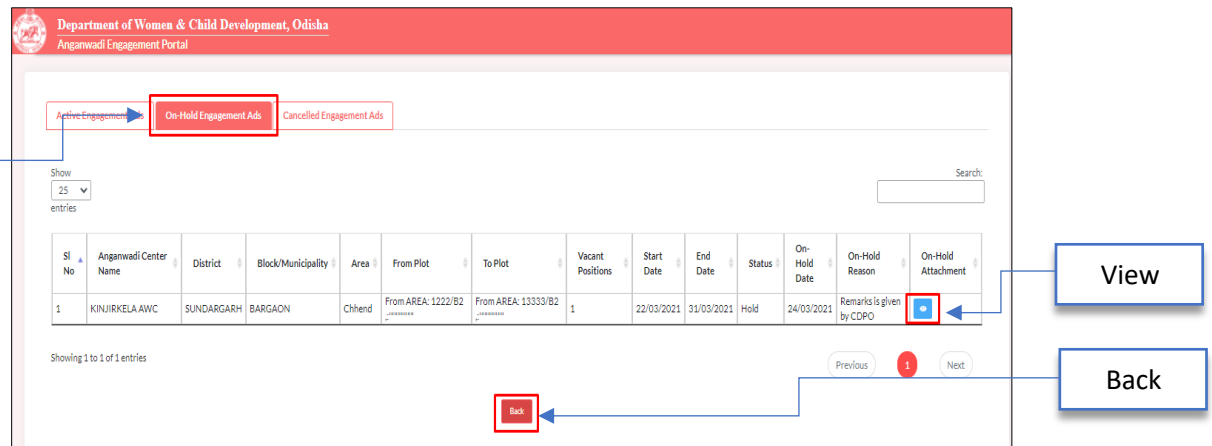 Department of Women & Child Development, Odisha
Anganwadi Engagement Portal
Active Engagement Ads
On-Hold Engagement Ads
Cancelled Engagement Ads
Show
25
entries
Search:
Sl No
Anganwadi Center Name
District
Block/Municipality
Area
From Plot
To Plot
Vacant Positions
Start Date
End Date
Status
On-Hold Date
On-Hold Reason
On-Hold Attachment
1
KINJIRKELA AWC
SUNDARGARH
BARGAON
Chhend
From AREA: 1222/B2
From AREA: 13333/B2
1
22/03/2021
31/03/2021
Hold
24/03/2021
Remarks is given by CDPO
View
Showing 1 to 1 of 1 entries
Previous
1
Next
Back
Back